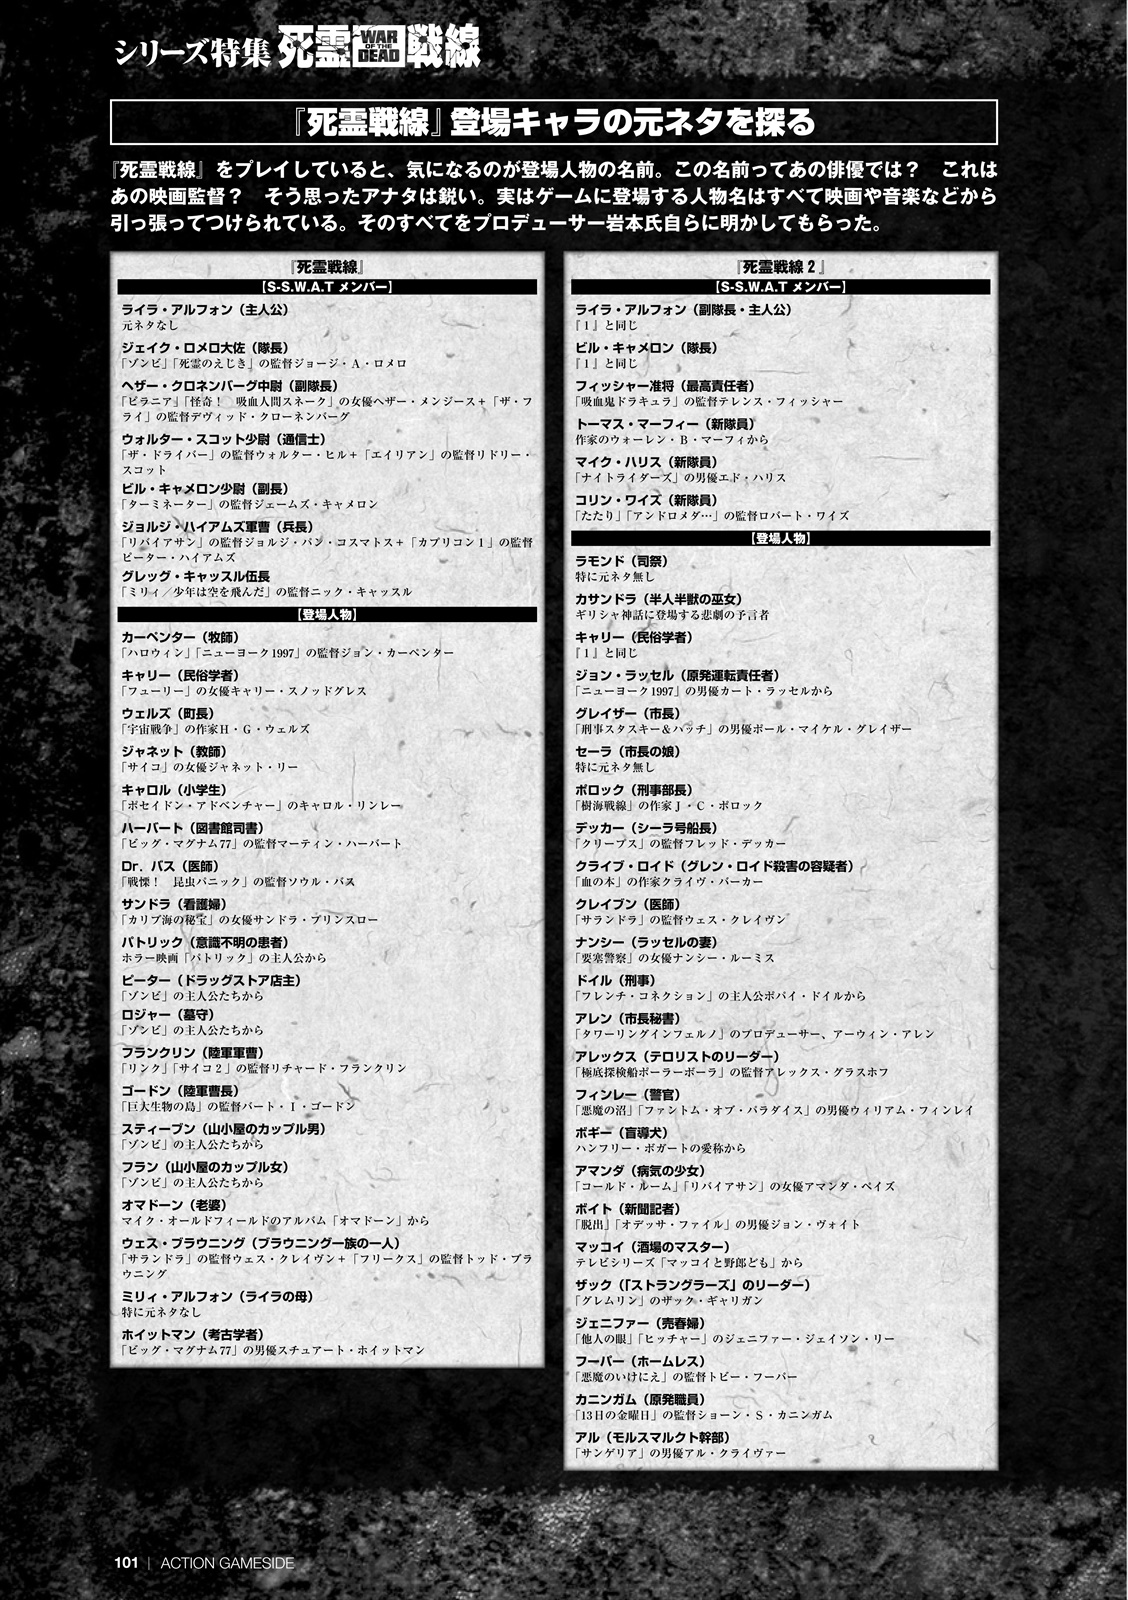 シリーズ特集 死霊戦線 WAR OF THE DEAD
『死霊戦線』登場キャラの元ネタを探る
『死霊戦線』をプレイしていると、気になるのが登場人物の名前。この名前ってあの俳優では？　これは
あの映画監督？　そう思ったアナタは鋭い。実はゲームに登場する人物名はすべて映画や音楽などから
引っ張ってつけられている。そのすべてをプロデューサー岩本氏自らに明かしてもらった。
『死霊戦線』
【S-S.W.A.T メンバー】
ライラ・アルフォン（主人公）
元ネタなし
ジェイク・ロメロ大佐（隊長）
「ゾンビ」「死霊のえじき」の監督ジョージ・A・ロメロ
ヘザー・クロネンバーグ中尉（副隊長）
「ピラニア」「怪奇！　吸血人間スネーク」の女優ヘザー・メンジース＋「ザ・フ
ライ」の監督デヴィッド・クローネンバーグ
ウォルター・スコット少尉（通信士）
「ザ・ドライバー」の監督ウォルター・ヒル＋「エイリアン」の監督リドリー・
スコット
ビル・キャメロン少尉（副長）
「ターミネーター」の監督ジェームズ・キャメロン
ジョルジ・ハイアムズ軍曹（兵長）
「リバイアサン」の監督ジョルジ・パン・コスマトス＋「カプリコン1」の監督
ピーター・ハイアムズ
グレッグ・キャッスル伍長
「ミリィ／少年は空を飛んだ」の監督ニック・キャッスル
【登場人物】
カーペンター（牧師）
「ハロウィン」「ニューヨーク1997」の監督ジョン・カーペンター
キャリー（民俗学者）
「フューリー」の女優キャリー・スノッドグレス
ウェルズ（町長）
「宇宙戦争」の作家H・G・ウェルズ
ジャネット（教師）
「サイコ」の女優ジャネット・リー
キャロル（小学生）
「ポセイドン・アドベンチャー」のキャロル・リンレー
ハーバート（図書館司書）
「ビッグ・マグナム77」の監督マーティン・ハーバート
Dr．バス（医師）
「戦慄！　昆虫パニック」の監督ソウル・バス
サンドラ（看護婦）
「カリブ海の秘宝」の女優サンドラ・プリンスロー
パトリック（意識不明の患者）
ホラー映画「パトリック」の主人公から
ピーター（ドラッグストア店主）
「ゾンビ」の主人公たちから
ロジャー（墓守）
「ゾンビ」の主人公たちから
フランクリン（陸軍軍曹）
「リンク」「サイコ2」の監督リチャード・フランクリン
ゴードン（陸軍曹長）
「巨大生物の島」の監督バート・I・ゴードン
スティーブン（山小屋のカップル男）
「ゾンビ」の主人公たちから
フラン（山小屋のカップル女）
「ゾンビ」の主人公たちから
オマドーン（老婆）
マイク・オールドフィールドのアルバム「オマドーン」から
ウェス・ブラウニング（ブラウニング一族の一人）
「サランドラ」の監督ウェス・クレイヴン＋「フリークス」の監督トッド・ブラ
ウニング
ミリィ・アルフォン（ライラの母）
特に元ネタなし
ホイットマン（考古学者）
「ビッグ・マグナム77」の男優スチュアート・ホイットマン
『死霊戦線2』
【S-S.W.A.T メンバー】
ライラ・アルフォン（副隊長・主人公）
『1』と同じ
ビル・キャメロン（隊長）
『1』と同じ
フィッシャー准将（最高責任者）
「吸血鬼ドラキュラ」の監督テレンス・フィッシャー
トーマス・マーフィー（新隊員）
作家のウォーレン・B・マーフィから
マイク・ハリス（新隊員）
「ナイトライダーズ」の男優エド・ハリス
コリン・ワイズ（新隊員）
「たたり」「アンドロメダ…」の監督ロバート・ワイズ
【登場人物】
ラモンド（司祭）
特に元ネタ無し
カサンドラ（半人半獣の巫女）
ギリシャ神話に登場する悲劇の予言者
キャリー（民俗学者）
『1』と同じ
ジョン・ラッセル（原発運転責任者）
「ニューヨーク1997」の男優カート・ラッセルから
グレイザー（市長）
「刑事スタスキー＆ハッチ」の男優ポール・マイケル・グレイザー
セーラ（市長の娘）
特に元ネタ無し
ポロック（刑事部長）
「樹海戦線」の作家J・C・ポロック
デッカー（シーラ号船長）
「クリープス」の監督フレッド・デッカー
クライブ・ロイド（グレン・ロイド殺害の容疑者）
「血の本」の作家クライヴ・バーカー
クレイブン（医師）
「サランドラ」の監督ウェス・クレイヴン
ナンシー（ラッセルの妻）
「要塞警察」の女優ナンシー・ルーミス
ドイル（刑事）
「フレンチ・コネクション」の主人公ポパイ・ドイルから
アレン（市長秘書）
「タワーリングインフェルノ」のプロデューサー、アーウィン・アレン
アレックス（テロリストのリーダー）
「極底探検船ポーラーボーラ」の監督アレックス・グラスホフ
フィンレー（警官）
「悪魔の沼」「ファントム・オブ・パラダイス」の男優ウィリアム・フィンレイ
ボギー（盲導犬）
ハンフリー・ボガートの愛称から
アマンダ（病気の少女）
「コールド・ルーム」「リバイアサン」の女優アマンダ・ペイズ
ボイト（新聞記者）
「脱出」「オデッサ・ファイル」の男優ジョン・ヴォイト
マッコイ（酒場のマスター）
テレビシリーズ「マッコイと野郎ども」から
ザック（「ストラングラーズ」のリーダー）
「グレムリン」のザック・ギャリガン
ジェニファー（売春婦）
「他人の眼」「ヒッチャー」のジェニファー・ジェイソン・リー
フーパー（ホームレス）
「悪魔のいけにえ」の監督トビー・フーパー
カニンガム（原発職員）
「13日の金曜日」の監督ショーン・S・カニンガム
アル（モルスマルクト幹部）
「サンゲリア」の男優アル・クライヴァー
101 | ACTION GAMESIDE